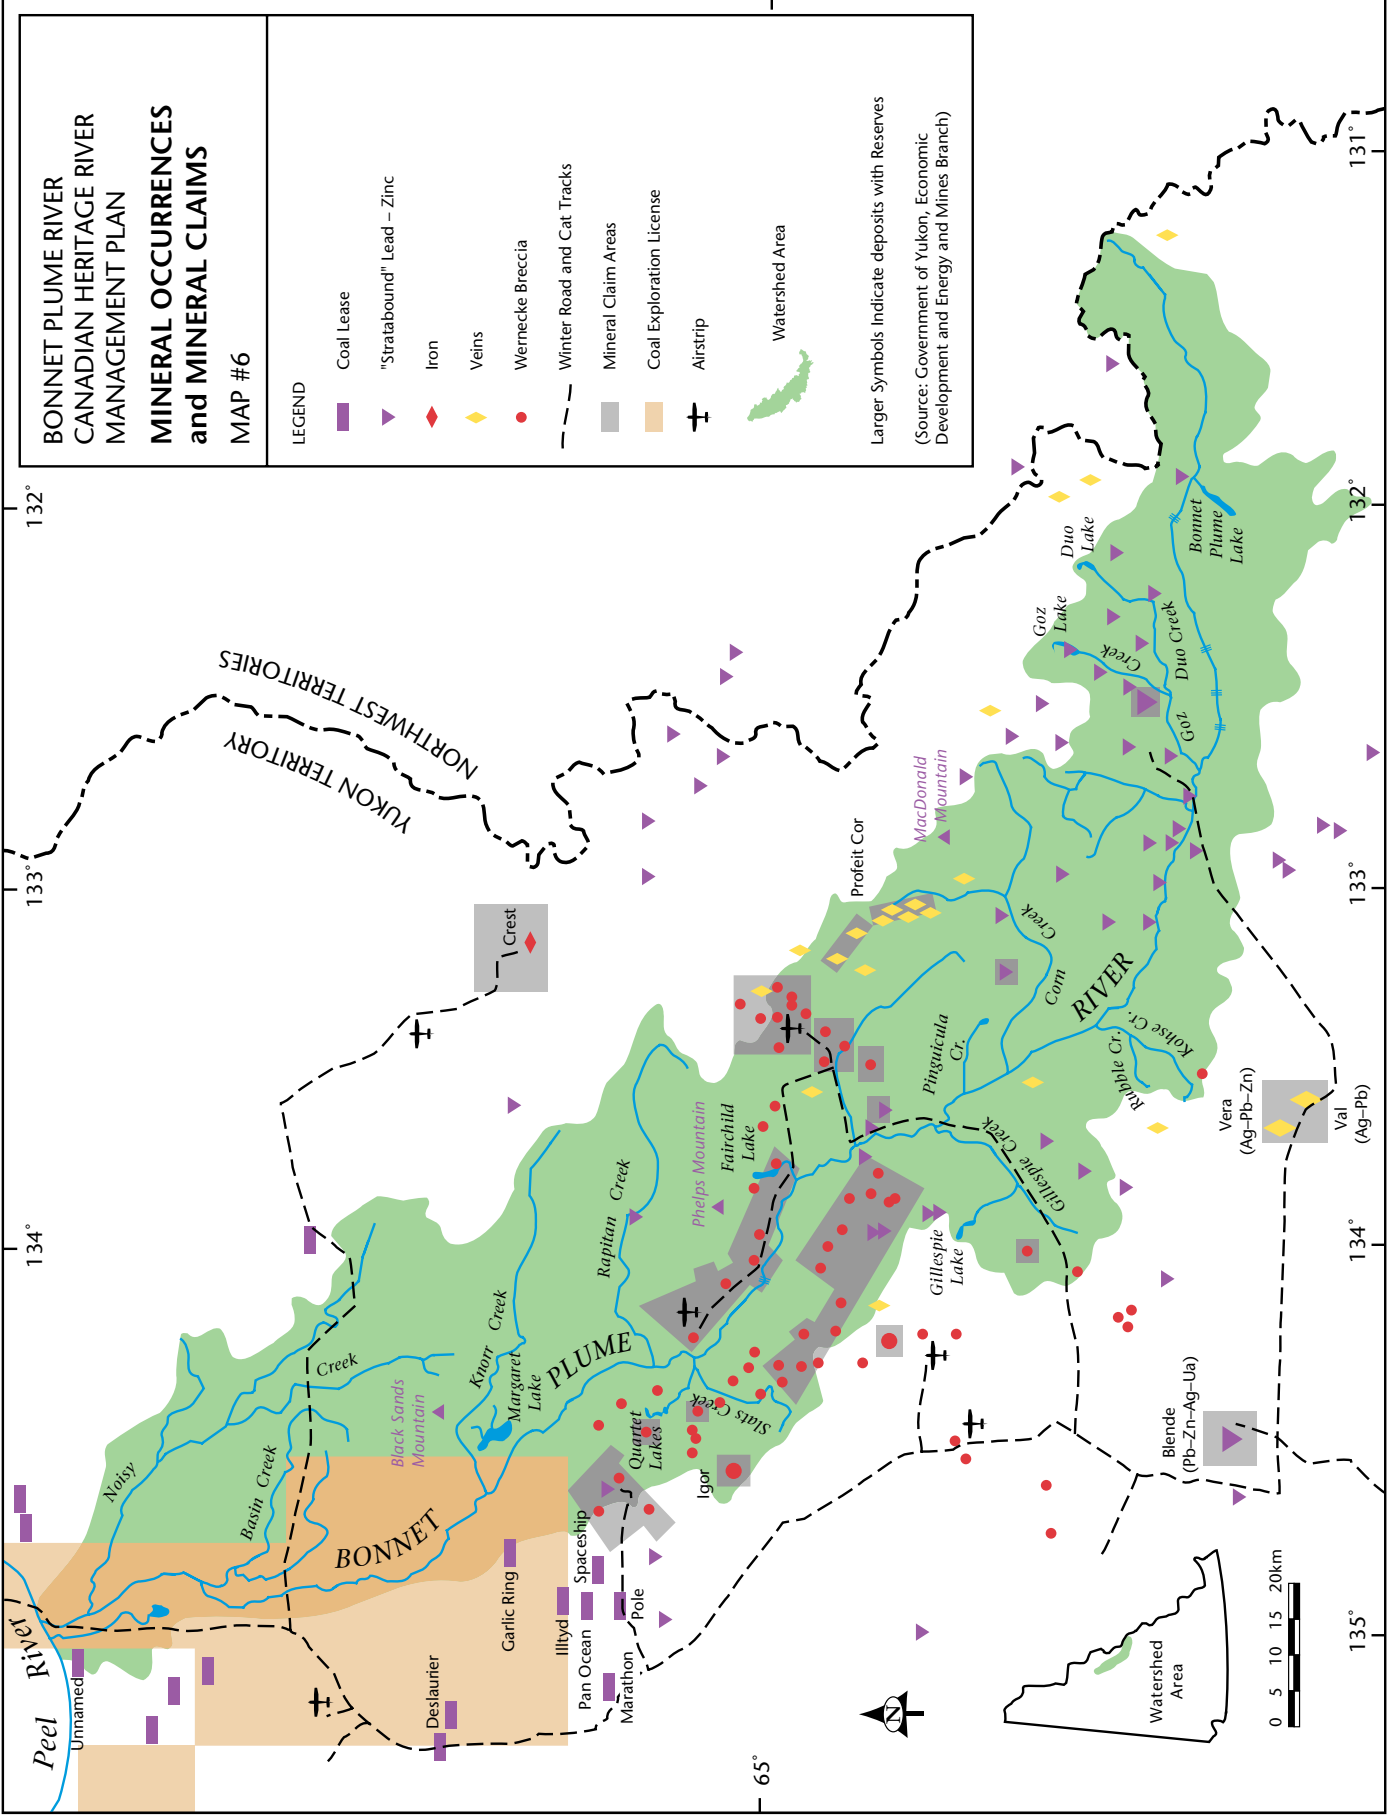 BONNET PLUME RIVER
CANADIAN HERITAGE RIVER
MANAGEMENT PLAN
MINERAL OCCURRENCES
and MINERAL CLAIMS
MAP #6
LEGEND
Coal Lease
"Stratabound" Lead – Zinc
Iron
Veins
Wernecke Breccia
Winter Road and Cat Tracks
Mineral Claim Areas
Coal Exploration License
Airstrip
Watershed Area
Larger Symbols Indicate deposits with Reserves
(Source: Government of Yukon, Economic
Development and Energy and Mines Branch)
134°
133°
132°
NORTHWEST TERRITORIES
YUKON TERRITORY
Peel River
Unnamed
Noisy
Creek
Basin Creek
Black Sands
Mountain
BONNET
PLUME
RIVER
Knorr Creek
Margaret
Lake
Rapitan Creek
Phelps Mountain
Fairchild
Lake
Crest
Profeit Cor
MacDonald
Mountain
Goz
Lake
Duo
Lake
Creek
Goz
Duo Creek
Bonnet
Plume
Lake
Corn
Creek
Pinguicula
Cr.
Rubble Cr.
Kohse Cr.
Gillespie Creek
Gillespie
Lake
Slats Creek
Quartet
Lakes
Igor
Spaceship
Garlic Ring
Illtyd
Pan Ocean
Pole
Marathon
Deslaurier
Vera
(Ag–Pb–Zn)
Val
(Ag–Pb)
Blende
(Pb–Zn–Ag–Ua)
N
Watershed
Area
0 5 10 15 20km
65°
135°
134°
133°
132°
131°